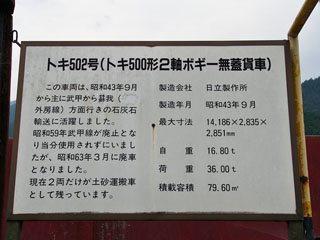 トキ502号(トキ500形2軸ボギー無蓋貨車)
この車両は、昭和43年9月
から主に武甲から蘇我(
外房線)方面行きの石灰石
輸送に活躍しました。
昭和59年武甲線が廃止とな
り当分使用されずにいまし
たが、昭和63年3月に廃車
となりました。
現在2両だけが土砂運搬車
として残っています。
製造会社 日立製作所
製造年月 昭和43年9月
最大寸法 14,186×2,835×
2,851㎜
自重 16.80t
荷重 36.00t
積載容積 79.60㎥